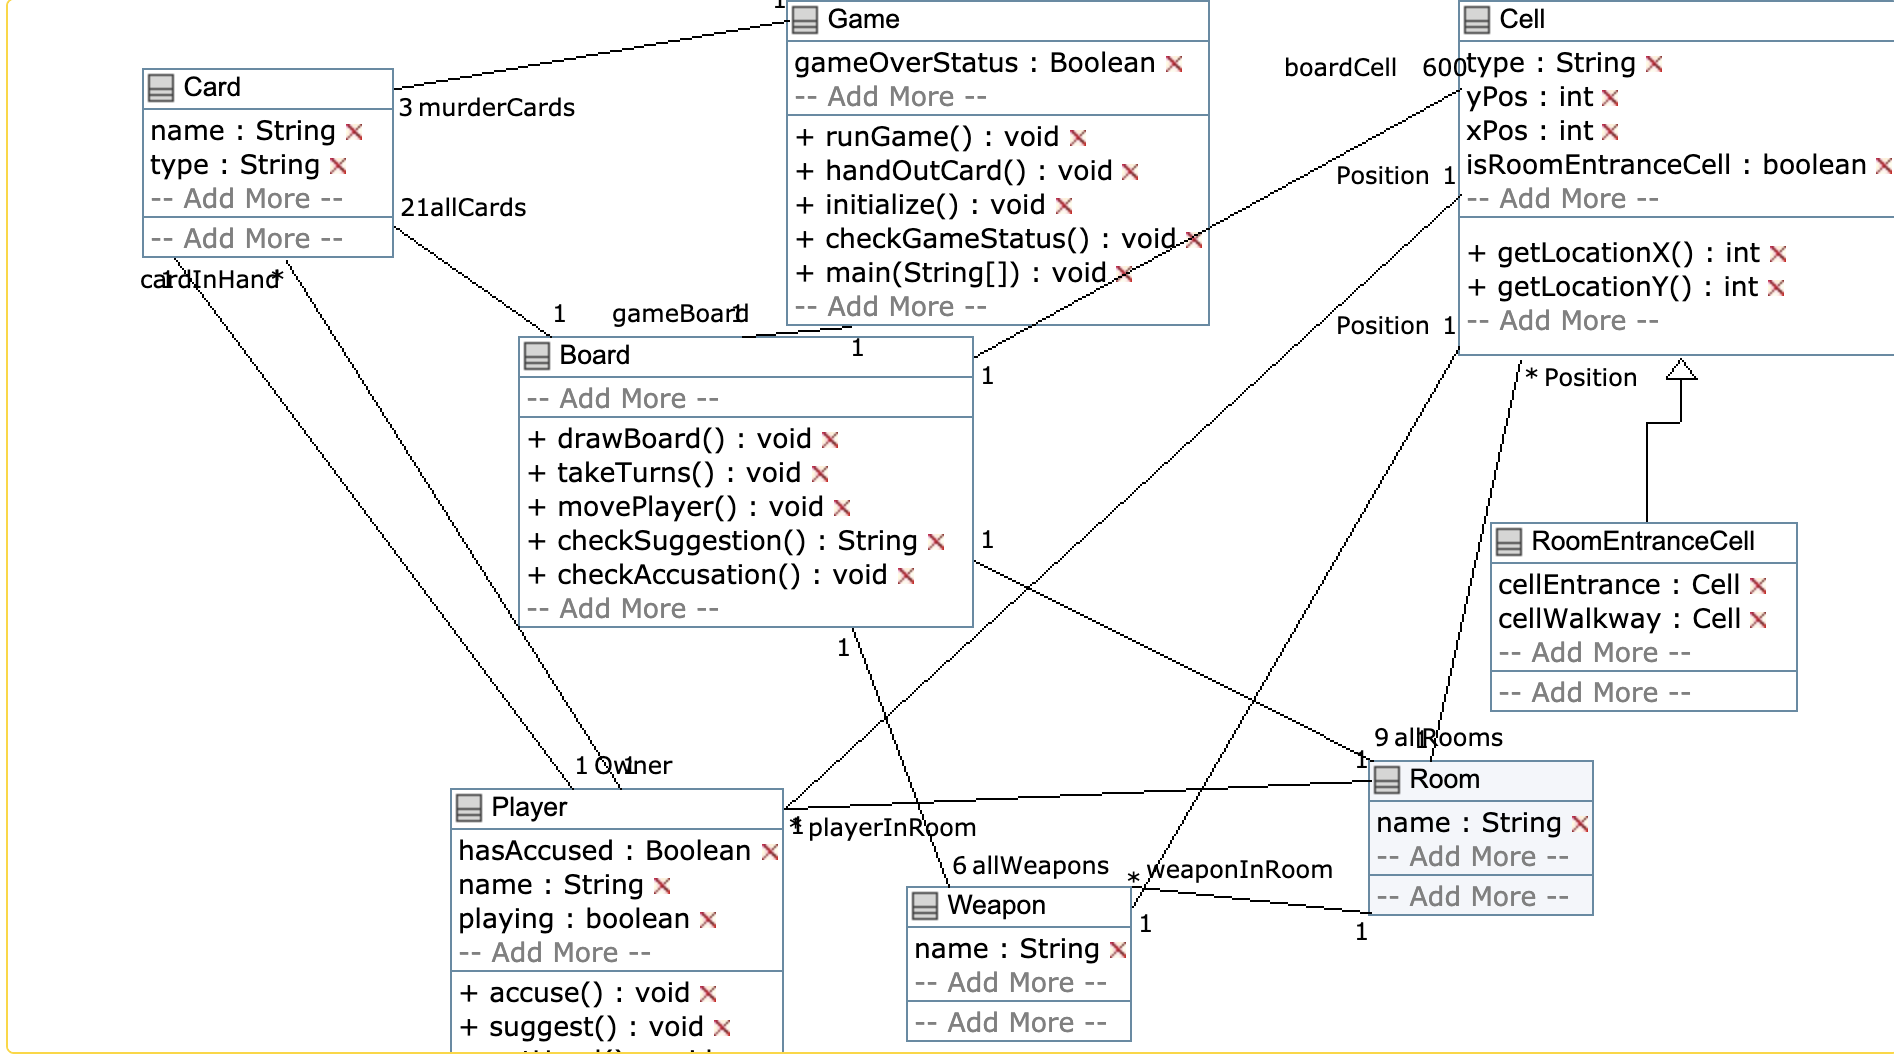 1
Game
gameOverStatus : Boolean
-- Add More --
+ runGame() : void
+ handOutCard() : void
+ initialize() : void
+ checkGameStatus() : void
+ main(String[]) : void
-- Add More --
Cell
type : String
yPos : int
xPos : int
isRoomEntranceCell : boolean
-- Add More --
+ getLocationX() : int
+ getLocationY() : int
-- Add More --
boardCell 600
Position 1
Position 1
* Position
Card
name : String
type : String
-- Add More --
-- Add More --
3 murderCards
21allCards
cardInHand
1
*
1
gameBoard
1
1
1
Board
-- Add More --
+ drawBoard() : void
+ takeTurns() : void
+ movePlayer() : void
+ checkSuggestion() : String
+ checkAccusation() : void
-- Add More --
1
1
RoomEntranceCell
cellEntrance : Cell
cellWalkway : Cell
-- Add More --
-- Add More --
9 allRooms
1
1
Room
name : String
-- Add More --
-- Add More --
1 Owner
1
Player
hasAccused : Boolean
name : String
playing : boolean
-- Add More --
+ accuse() : void
+ suggest() : void
*
1
playerInRoom
6 allWeapons
* weaponInRoom
1
1
Weapon
name : String
-- Add More --
-- Add More --